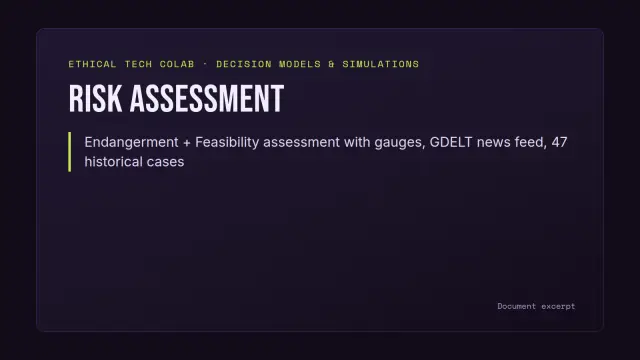 ETHICAL TECH COLAB · DECISION MODELS & SIMULATIONS
RISK ASSESSMENT
Endangerment + Feasibility assessment with gauges, GDELT news feed, 47
historical cases
Document excerpt